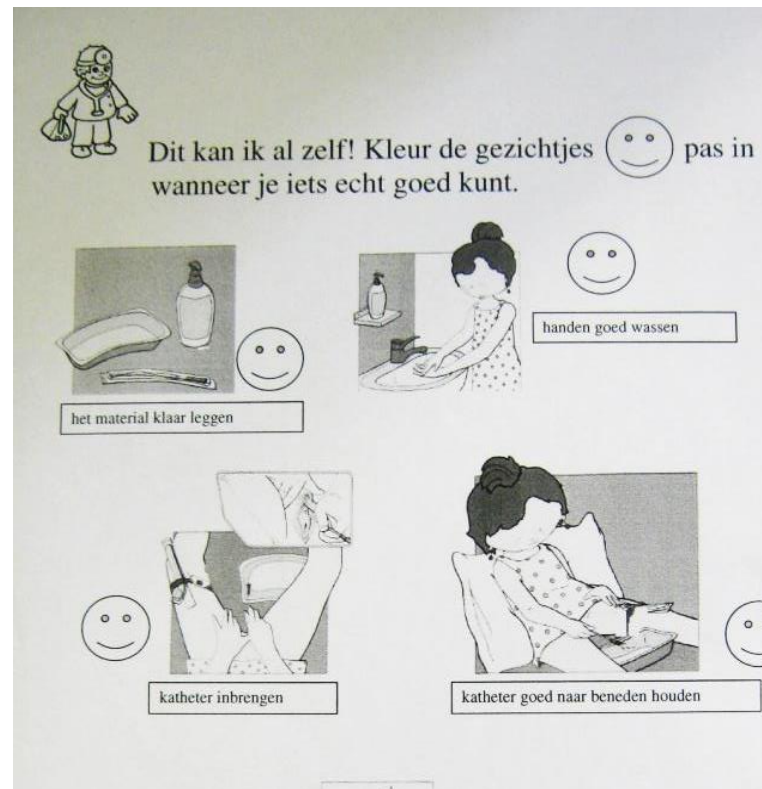 Dit kan ik al zelf! Kleur de gezichtjes pas in
wanneer je iets echt goed kunt.
handen goed wassen
het material klaar leggen
katheter inbrengen
katheter goed naar beneden houden